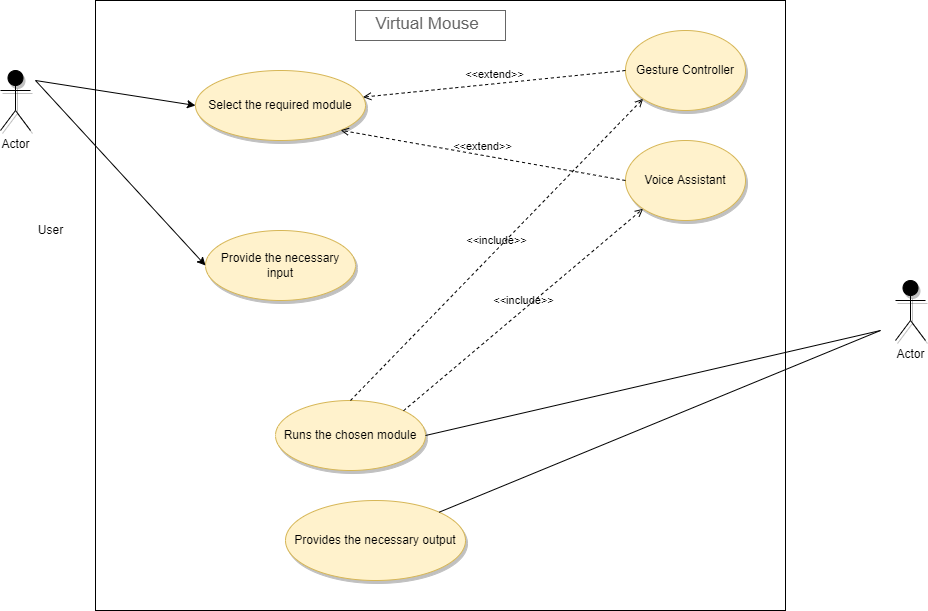 Virtual Mouse
Gesture Controller
<<extend>>
Select the required module
Actor
<<extend>>
Voice Assistant
User
<<include>>
Provide the necessary
input
<<include>>
Actor
Runs the chosen module
Provides the necessary output